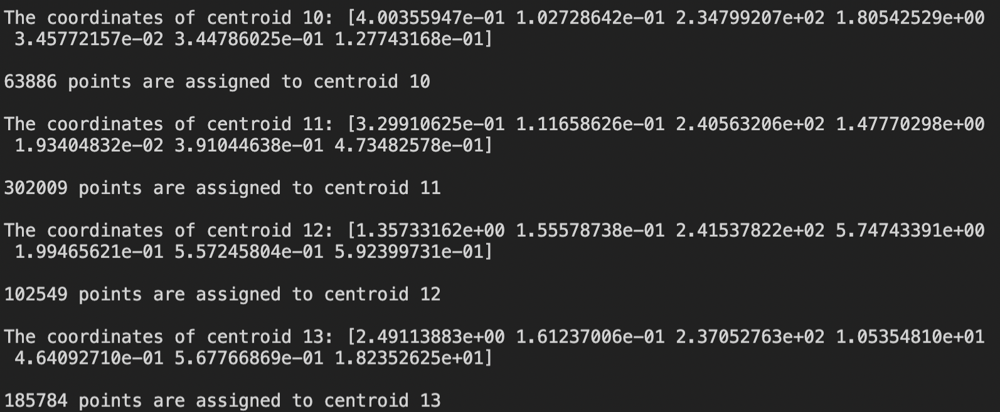 The coordinates of centroid 10: [4.00355947e-01 1.02728642e-01 2.34799207e+02 1.80542529e+00
3.45772157e-02 3.44786025e-01 1.27743168e-01]
63886 points are assigned to centroid 10
The coordinates of centroid 11: [3.29910625e-01 1.11658626e-01 2.40563206e+02 1.47770298e+00
1.93404832e-02 3.91044638e-01 4.73482578e-01]
302009 points are assigned to centroid 11
The coordinates of centroid 12: [1.35733162e+00 1.55578738e-01 2.41537822e+02 5.74743391e+00
1.99465621e-01 5.57245804e-01 5.92399731e-01]
102549 points are assigned to centroid 12
The coordinates of centroid 13: [2.49113883e+00 1.61237006e-01 2.37052763e+02 1.05354810e+01
4.64092710e-01 5.67766869e-01 1.82352625e+01]
185784 points are assigned to centroid 13